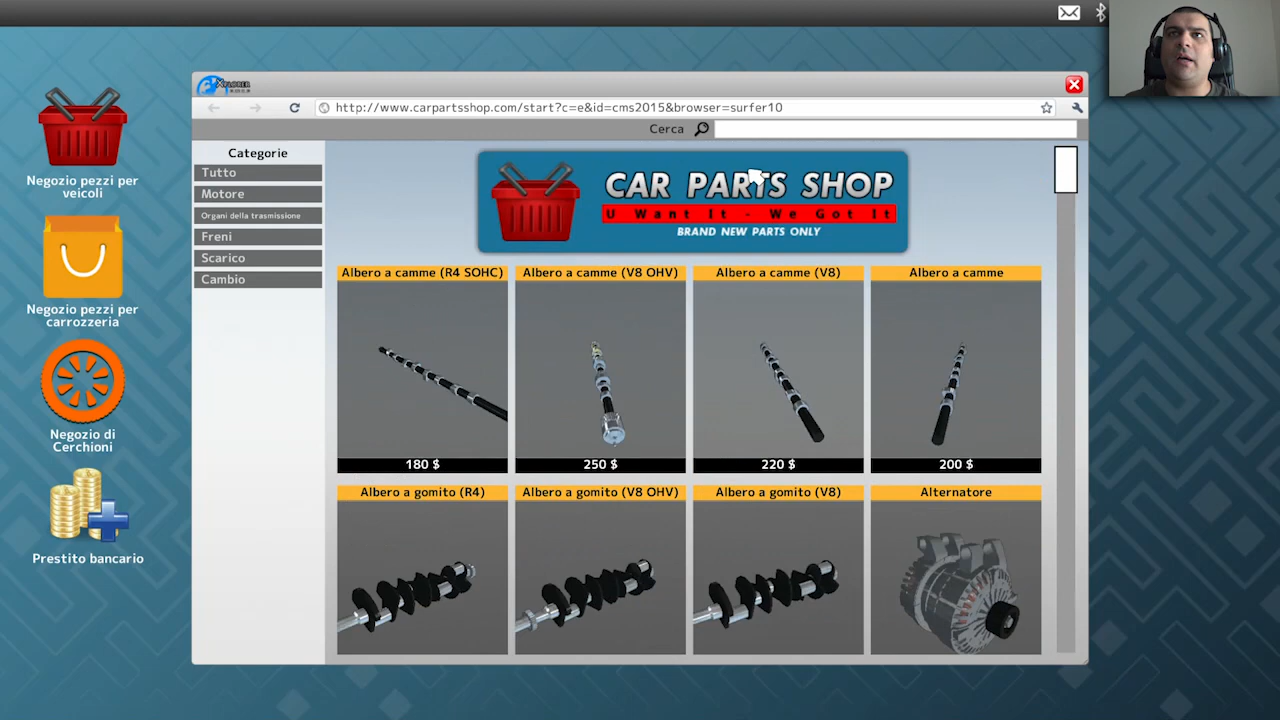 Negozio pezzi per
veicoli
Negozio pezzi per
carrozzeria
Negozio di
Cerchioni
Prestito bancario
http://www.carpartsshop.com/start?c=e&id=cms2015&browser=surfer10
Cerca
Categorie
Tutto
Motore
Organi della trasmissione
Freni
Scarico
Cambio
CAR PARTS SHOP
U Want It - We Got It
BRAND NEW PARTS ONLY
Albero a camme (R4 SOHC)
Albero a camme (V8 OHV)
Albero a camme (V8)
Albero a camme
180 $
250 $
220 $
200 $
Albero a gomito (R4)
Albero a gomito (V8 OHV)
Albero a gomito (V8)
Alternatore